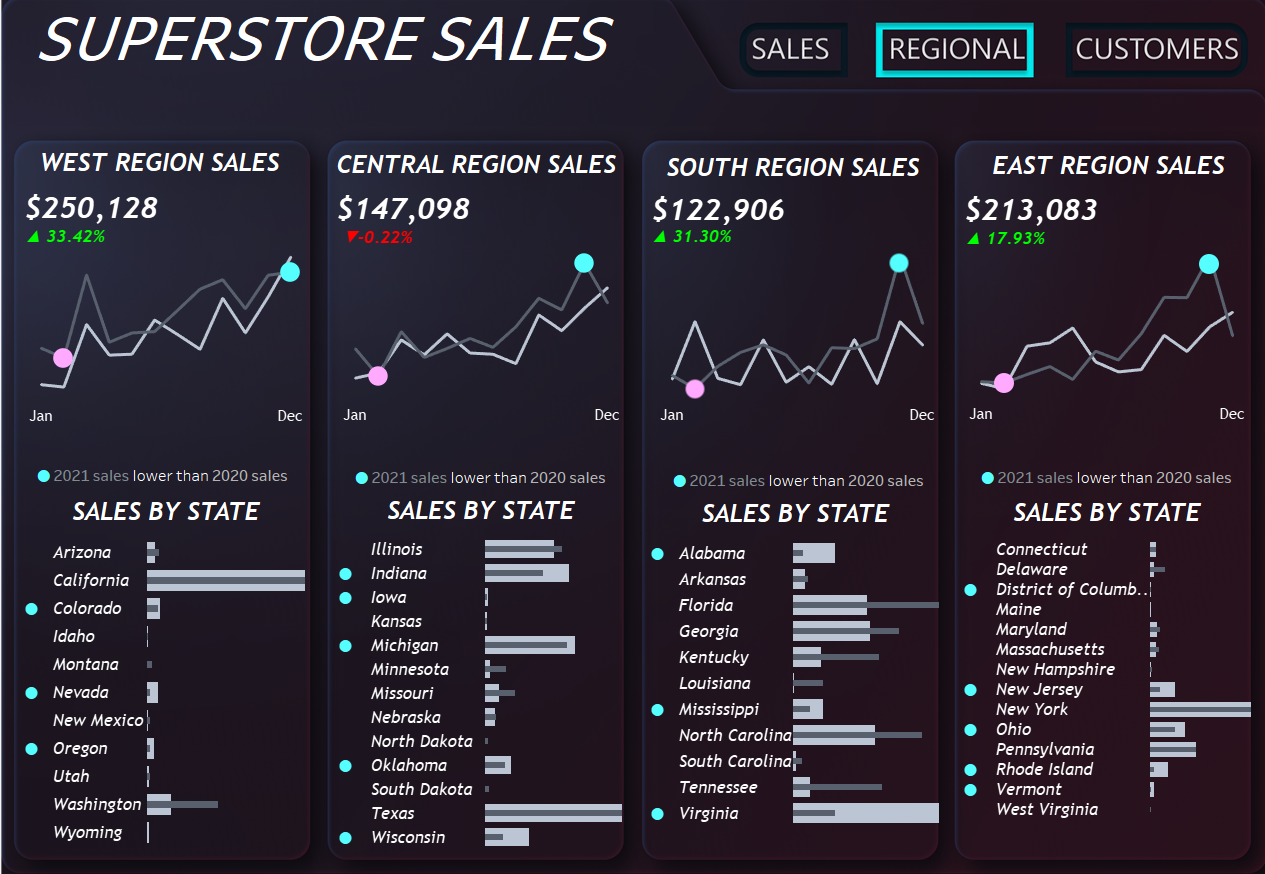 SUPERSTORE SALES
SALES
REGIONAL
CUSTOMERS
WEST REGION SALES
$250,128
▲ 33.42%
Jan
Dec
2021 sales lower than 2020 sales
SALES BY STATE
Arizona
California
Colorado
Idaho
Montana
Nevada
New Mexico
Oregon
Utah
Washington
Wyoming
CENTRAL REGION SALES
$147,098
▼-0.22%
Jan
Dec
2021 sales lower than 2020 sales
SALES BY STATE
Illinois
Indiana
Iowa
Kansas
Michigan
Minnesota
Missouri
Nebraska
North Dakota
Oklahoma
South Dakota
Texas
Wisconsin
SOUTH REGION SALES
$122,906
▲ 31.30%
Jan
Dec
2021 sales lower than 2020 sales
SALES BY STATE
Alabama
Arkansas
Florida
Georgia
Kentucky
Louisiana
Mississippi
North Carolina
South Carolina
Tennessee
Virginia
EAST REGION SALES
$213,083
▲ 17.93%
Jan
Dec
2021 sales lower than 2020 sales
SALES BY STATE
Connecticut
Delaware
District of Columb..
Maine
Maryland
Massachusetts
New Hampshire
New Jersey
New York
Ohio
Pennsylvania
Rhode Island
Vermont
West Virginia